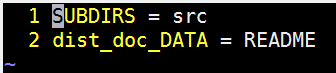 1 SUBDIRS = src
2 dist_doc_DATA = README
~